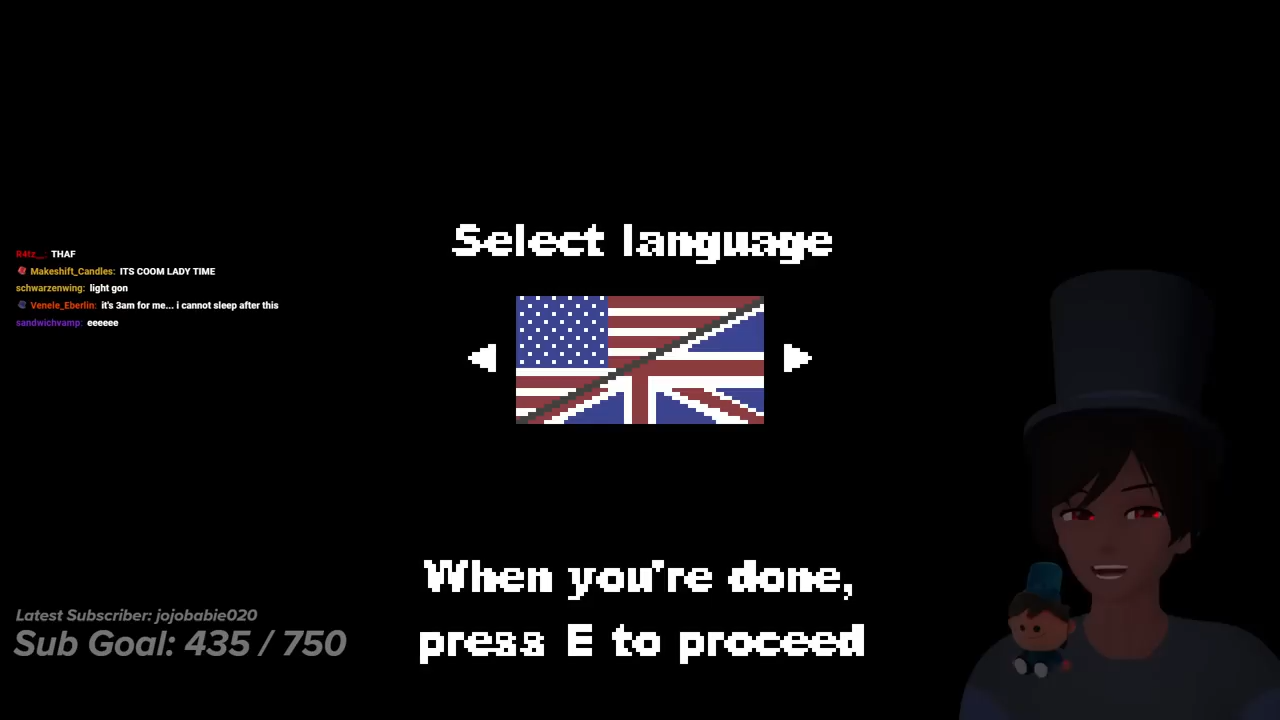 Select language
R4tz__: THAF
Makeshift_Candles: ITS COOM LADY TIME
schwarzenwing: light gon
Venele_Eberlin: it's 3am for me... i cannot sleep after this
sandwichvamp: eeeeee
When you're done,
press E to proceed
Latest Subscriber: jojobabie020
Sub Goal: 435 / 750